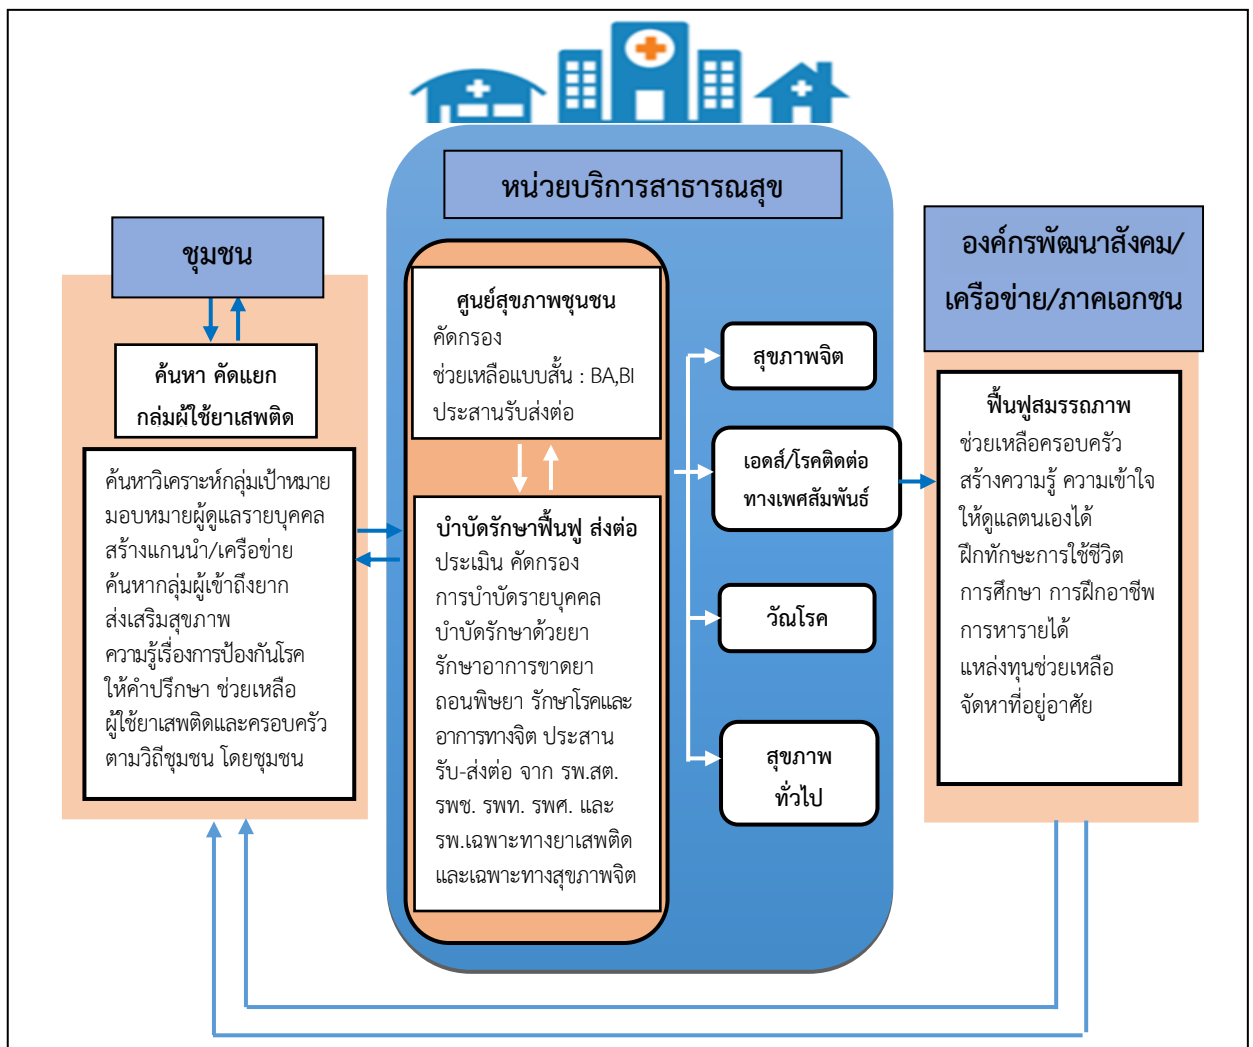 หน่วยบริการสาธารณสุข
ชุมชน
ค้นหา คัดแยก
กลุ่มผู้ใช้ยาเสพติด
ค้นหาวิเคราะห์กลุ่มเป้าหมาย
มอบหมายผู้ดูแลรายบุคคล
สร้างแกนนำ/เครือข่าย
ค้นหากลุ่มผู้เข้าถึงยาก
ส่งเสริมสุขภาพ
ความรู้เรื่องการป้องกันโรค
ให้คำปรึกษา ช่วยเหลือ
ผู้ใช้ยาเสพติดและครอบครัว
ตามวิถีชุมชน โดยชุมชน
ศูนย์สุขภาพชุนชน
คัดกรอง
ช่วยเหลือแบบสั้น : BA,BI
ประสานรับส่งต่อ
บำบัดรักษาฟื้นฟู ส่งต่อ
ประเมิน คัดกรอง
การบำบัดรายบุคคล
บำบัดรักษาด้วยยา
รักษาอาการขาดยา
ถอนพิษยา รักษาโรคและ
อาการทางจิต ประสาน
รับ-ส่งต่อ จาก รพ.สต.
รพช. รพท. รพศ. และ
รพ.เฉพาะทางยาเสพติด
และเฉพาะทางสุขภาพจิต
สุขภาพจิต
เอดส์/โรคติดต่อ
ทางเพศสัมพันธ์
วัณโรค
สุขภาพ
ทั่วไป
องค์กรพัฒนาสังคม/
เครือข่าย/ภาคเอกชน
ฟื้นฟูสมรรถภาพ
ช่วยเหลือครอบครัว
สร้างความรู้ ความเข้าใจ
ให้ดูแลตนเองได้
ฝึกทักษะการใช้ชีวิต
การศึกษา การฝึกอาชีพ
การหารายได้
แหล่งทุนช่วยเหลือ
จัดหาที่อยู่อาศัย